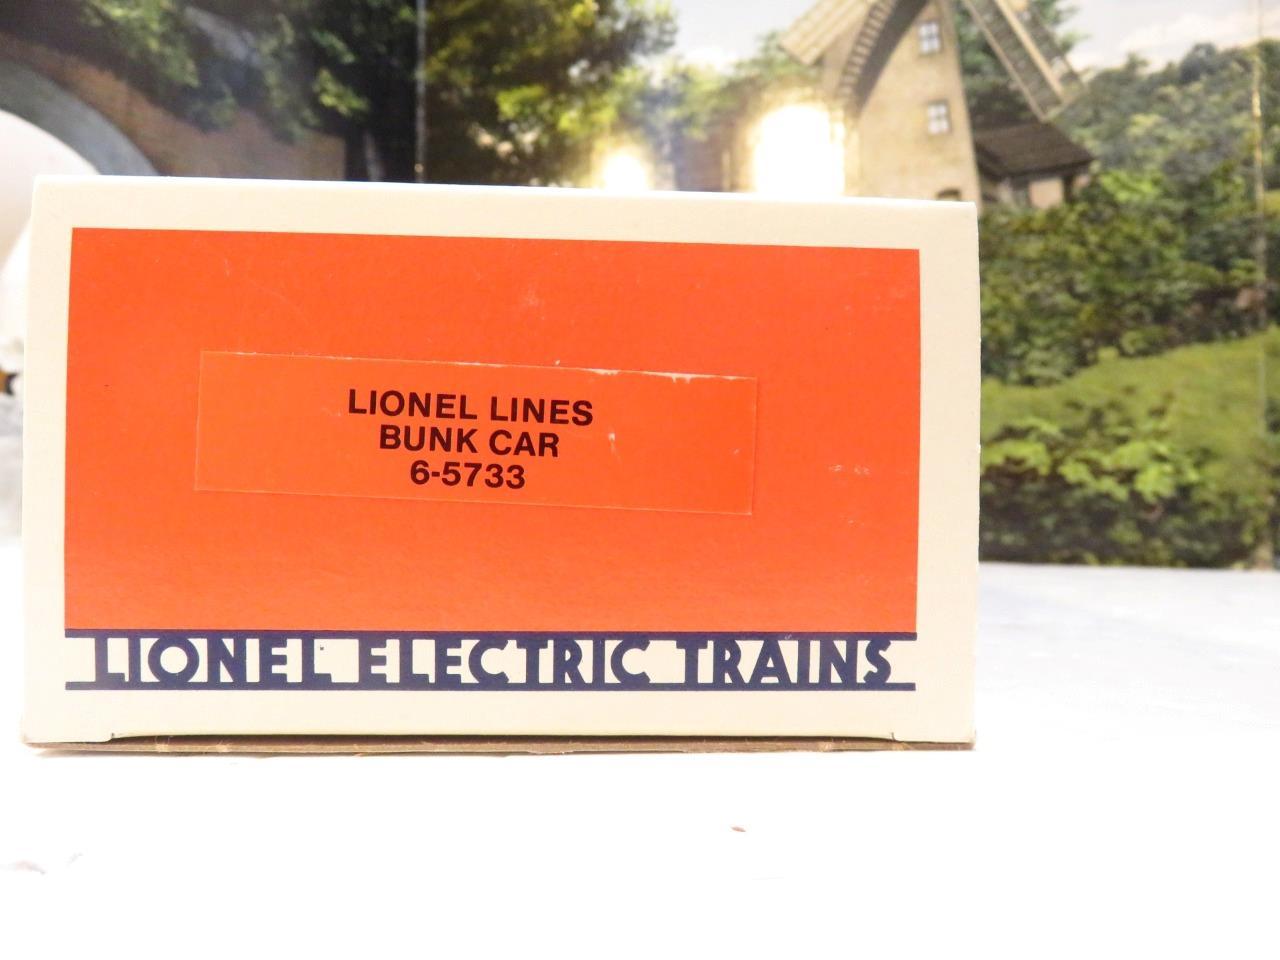 LIONEL LINES
BUNK CAR
6-5733
LIONEL ELECTRIC TRAINS